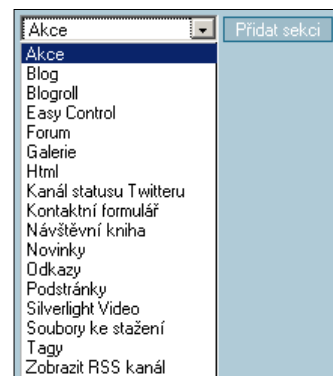 Akce Přidat sekci
Akce
Blog
Blogroll
Easy Control
Forum
Galerie
Html
Kanál statusu Twitteru
Kontaktní formulář
Návštěvní kniha
Novinky
Odkazy
Podstránky
Silverlight Video
Soubory ke stažení
Tagy
Zobrazit RSS kanál